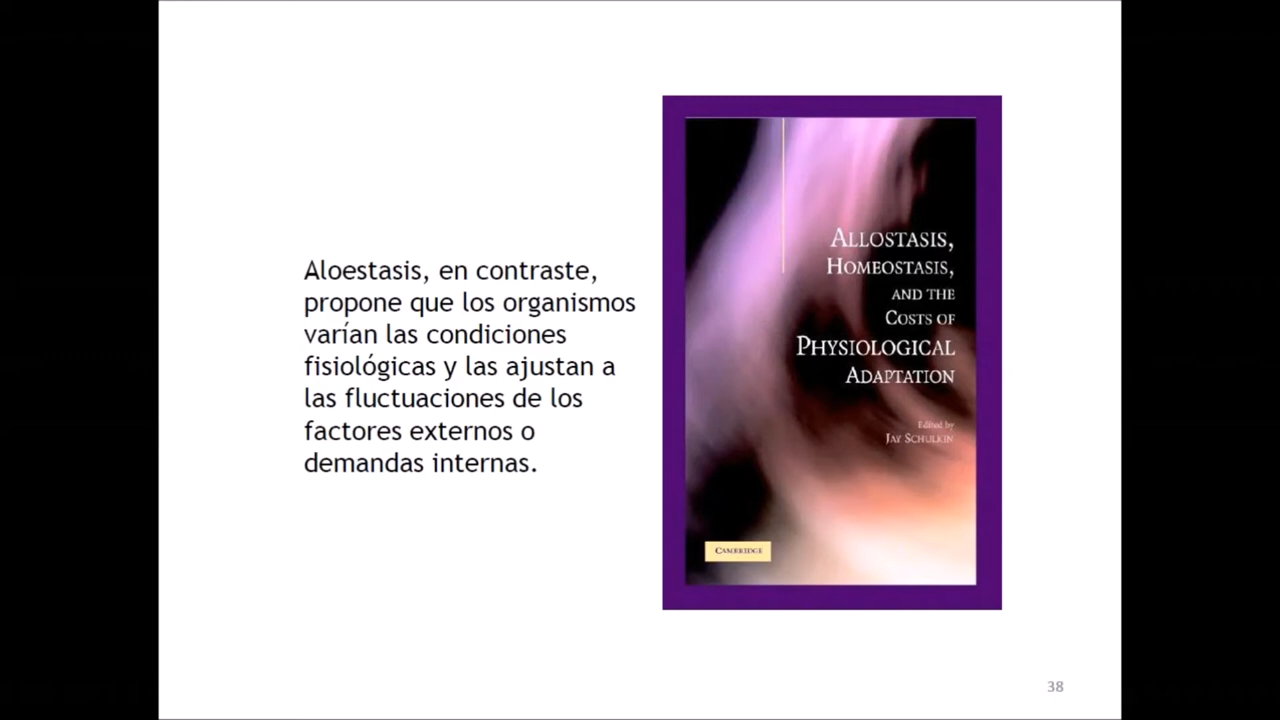 Aloestasis, en contraste,
propone que los organismos
varían las condiciones
fisiológicas y las ajustan a
las fluctuaciones de los
factores externos o
demandas internas.
ALLOSTASIS,
HOMEOSTASIS,
AND THE
COSTS OF
PHYSIOLOGICAL
ADAPTATION
Edited by
JAY SCHULKIN
CAMBRIDGE
38